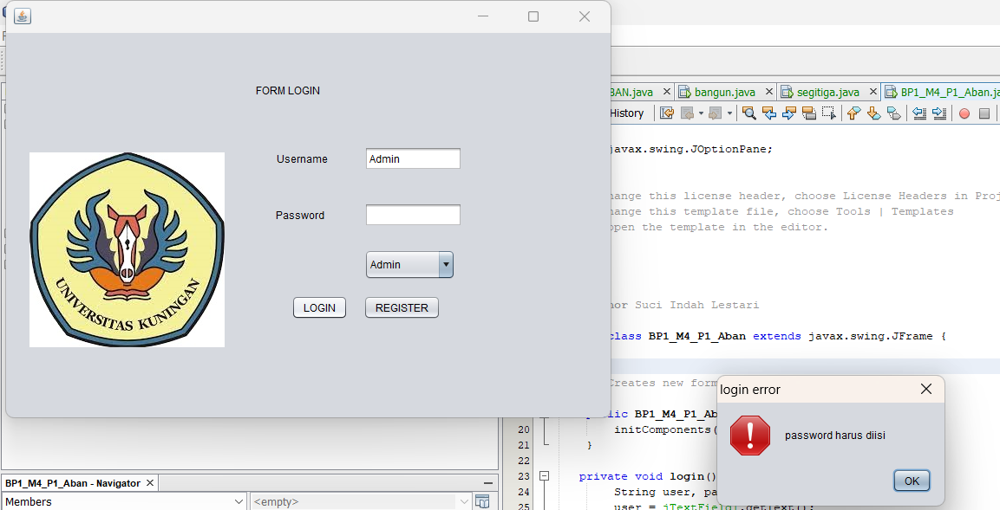 FORM LOGIN
Username
Admin
Password
Admin
LOGIN
REGISTER
UNIVERSITAS KUNINGAN
BAN.java
bangun.java
segitiga.java
BP1_M4_P1_Aban.ja
History
javax.swing.JOptionPane;
hange this license header, choose License Headers in Proj
hange this template file, choose Tools | Templates
open the template in the editor.
hor Suci Indah Lestari
class BP1_M4_P1_Aban extends javax.swing.JFrame {
Creates new form
lic BP1_M4_P1_Ab
20 initComponents(
21 }
22
23 private void login()
24 String user, pa
25 user = jTextField1.getText();
login error
password harus diisi
OK
BP1_M4_P1_Aban - Navigator
Members
<empty>